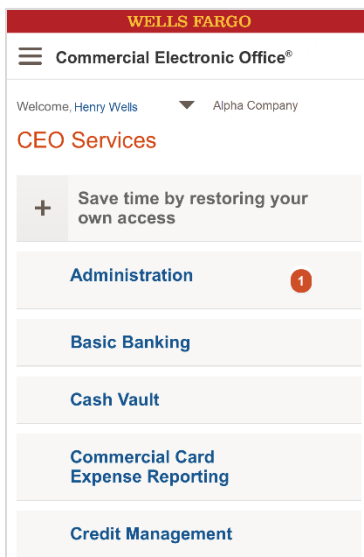 WELLS FARGO
Commercial Electronic Office®
Welcome, Henry Wells Alpha Company
CEO Services
+ Save time by restoring your
own access
Administration 1
Basic Banking
Cash Vault
Commercial Card
Expense Reporting
Credit Management